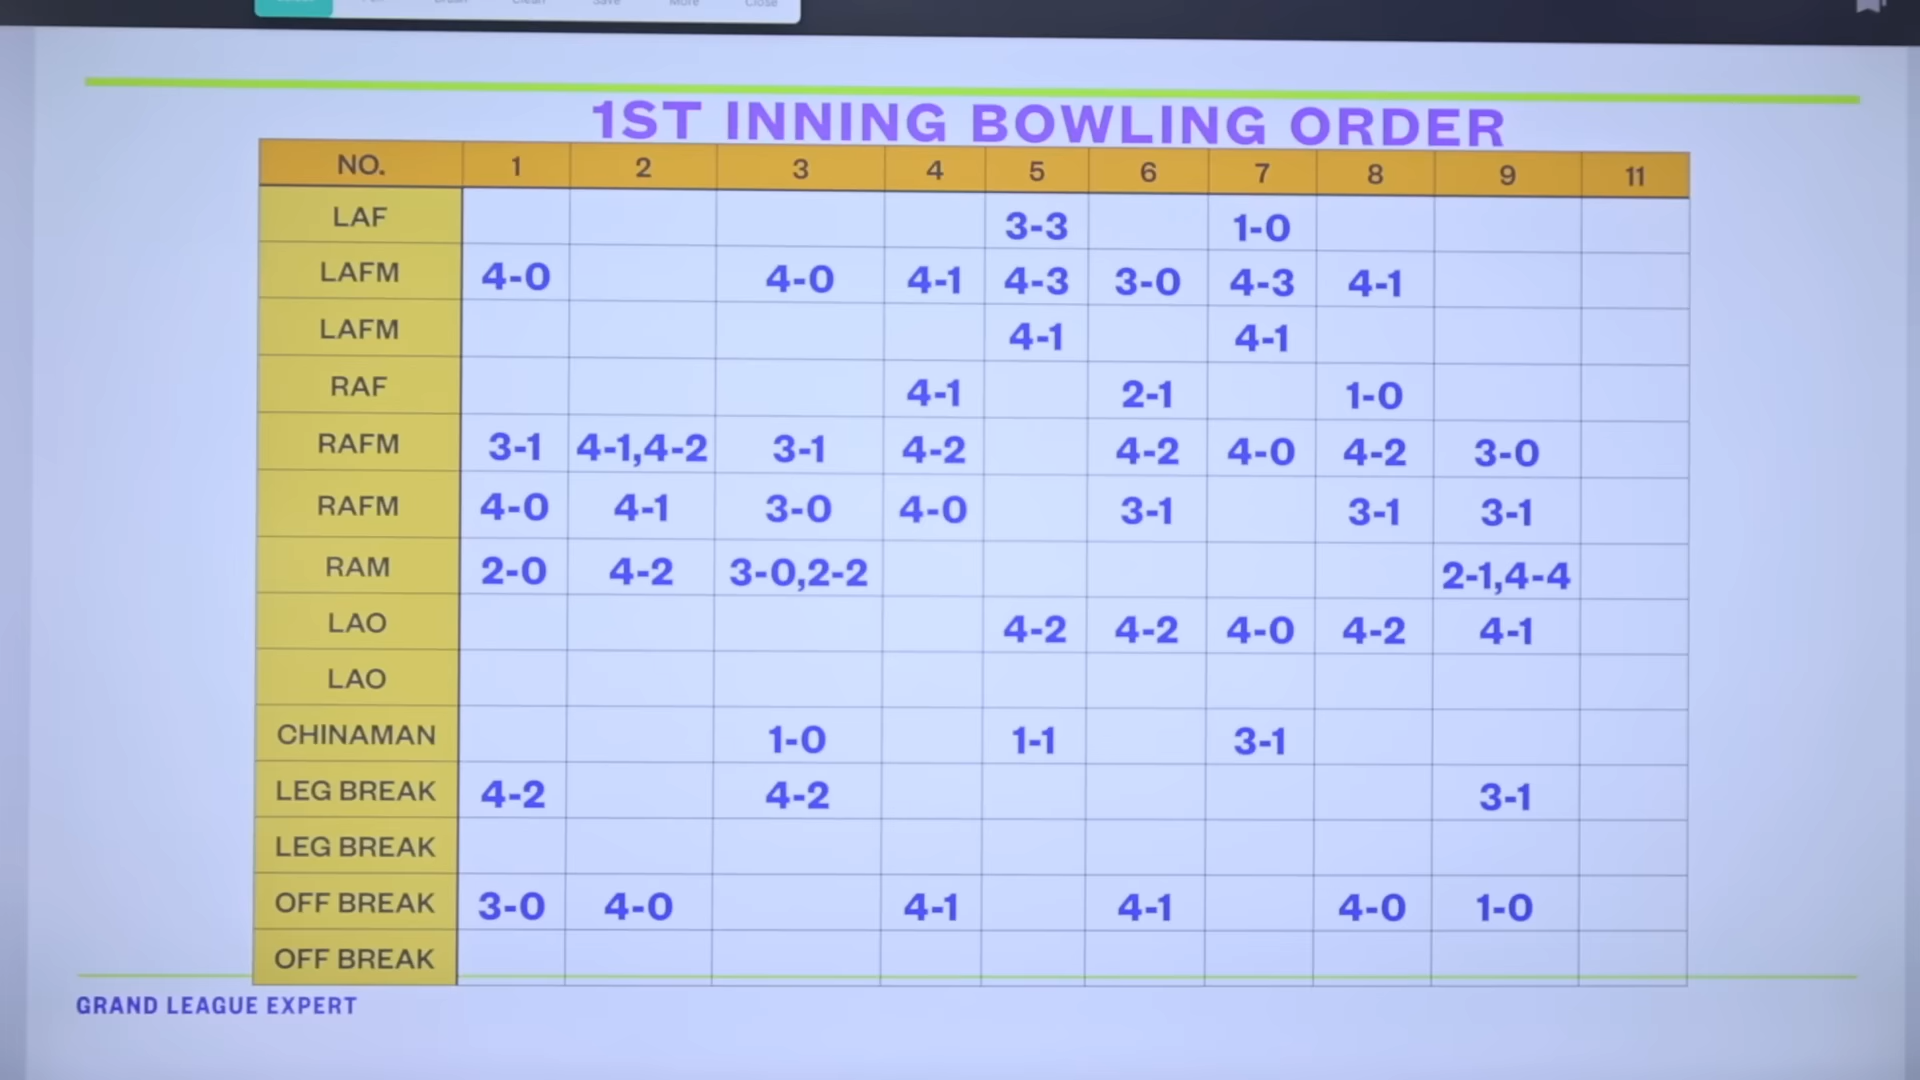 Save More Close
1ST INNING BOWLING ORDER
NO. 1 2 3 4 5 6 7 8 9 11
LAF 3-3 1-0
LAFM 4-0 4-0 4-1 4-3 3-0 4-3 4-1
LAFM 4-1 4-1
RAF 4-1 2-1 1-0
RAFM 3-1 4-1,4-2 3-1 4-2 4-2 4-0 4-2 3-0
RAFM 4-0 4-1 3-0 4-0 3-1 3-1 3-1
RAM 2-0 4-2 3-0,2-2 2-1,4-4
LAO 4-2 4-2 4-0 4-2 4-1
LAO
CHINAMAN 1-0 1-1 3-1
LEG BREAK 4-2 4-2 3-1
LEG BREAK
OFF BREAK 3-0 4-0 4-1 4-1 4-0 1-0
OFF BREAK
GRAND LEAGUE EXPERT